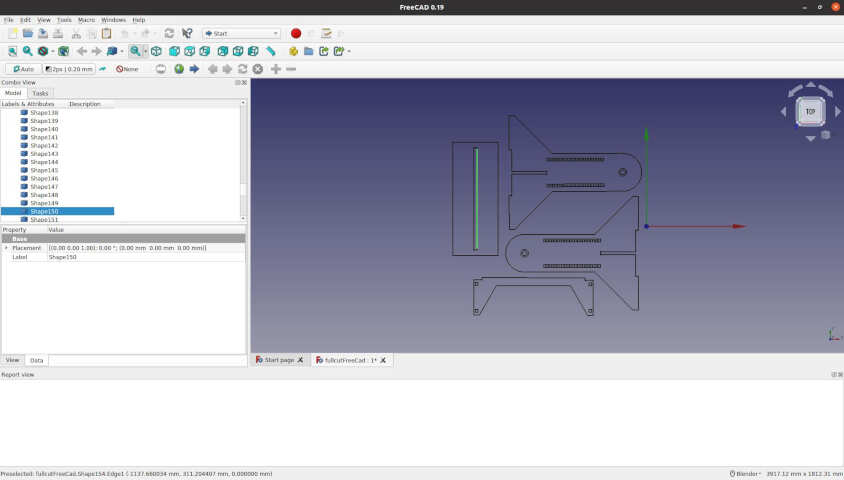 FreeCAD 0.19
File Edit View Tools Macro Windows Help
Start
Auto 2px | 0.20 mm None
Combo View
Model Tasks
Labels & Attributes Description
Shape138
Shape139
Shape140
Shape141
Shape142
Shape143
Shape144
Shape145
Shape146
Shape147
Shape148
Shape149
Shape150
Shape151
Property Value
Base
Placement [(0.00 0.00 1.00); 0.00 °; (0.00 mm 0.00 mm 0.00 mm)]
Label Shape150
TOP
View Data
Start page
fullcutFreeCad : 1*
Report view
Preselected: fullcutFreeCad.Shape154.Edge1 (-1137.660034 mm, 311.204407 mm, 0.000000 mm)
Blender
3917.12 mm x 1812.31 mm